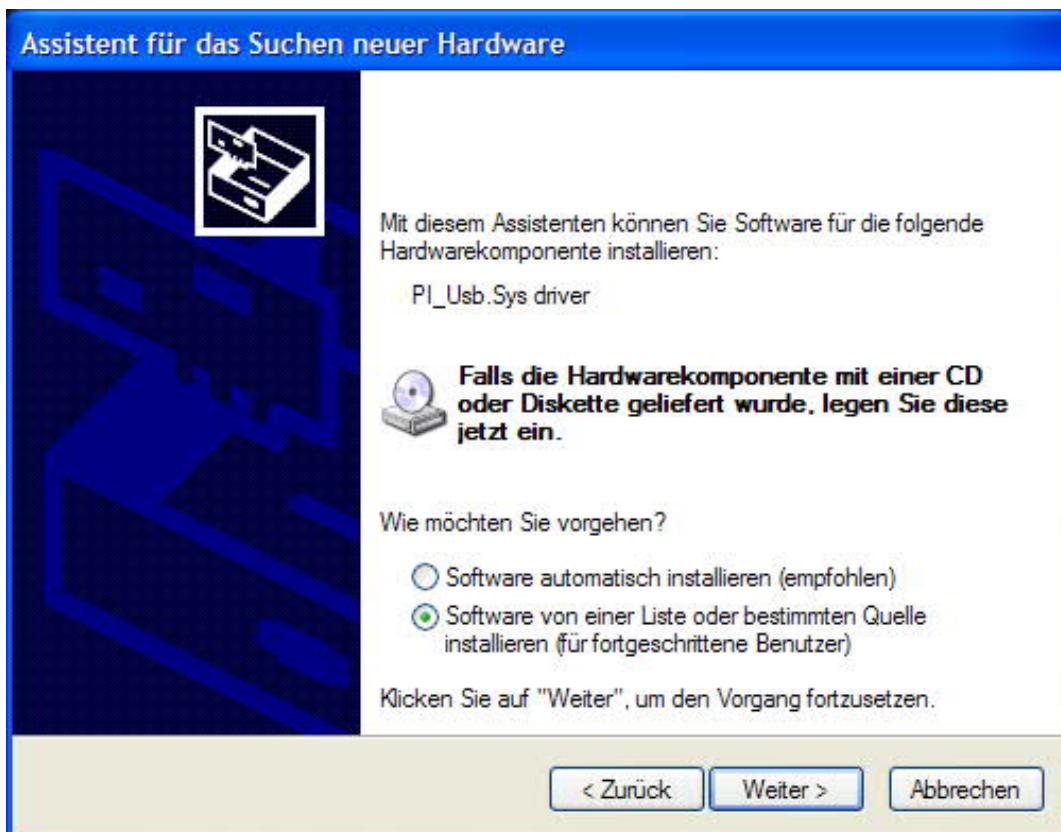 Assistent für das Suchen neuer Hardware
Mit diesem Assistenten können Sie Software für die folgende
Hardwarekomponente installieren:
PI_Usb.Sys driver
Falls die Hardwarekomponente mit einer CD
oder Diskette geliefert wurde, legen Sie diese
jetzt ein.
Wie möchten Sie vorgehen?
Software automatisch installieren (empfohlen)
Software von einer Liste oder bestimmten Quelle
installieren (für fortgeschrittene Benutzer)
Klicken Sie auf "Weiter", um den Vorgang fortzusetzen.
< Zurück Weiter > Abbrechen